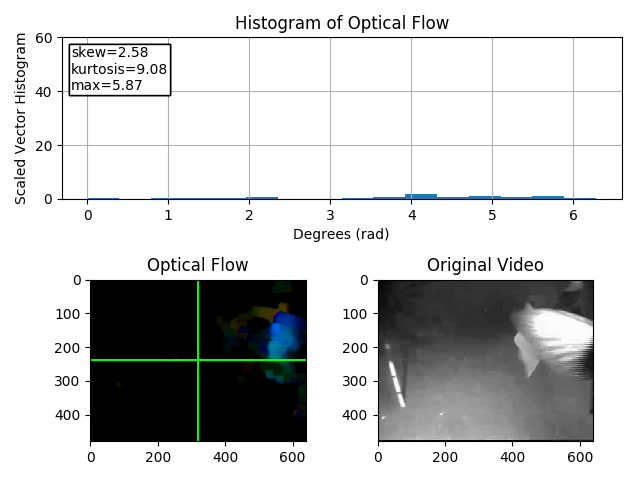 Histogram of Optical Flow
Scaled Vector Histogram
60
40
20
0
skew=2.58
kurtosis=9.08
max=5.87
0 1 2 3 4 5 6
Degrees (rad)
Optical Flow
0
100
200
300
400
0 200 400 600
Original Video
0
100
200
300
400
0 200 400 600